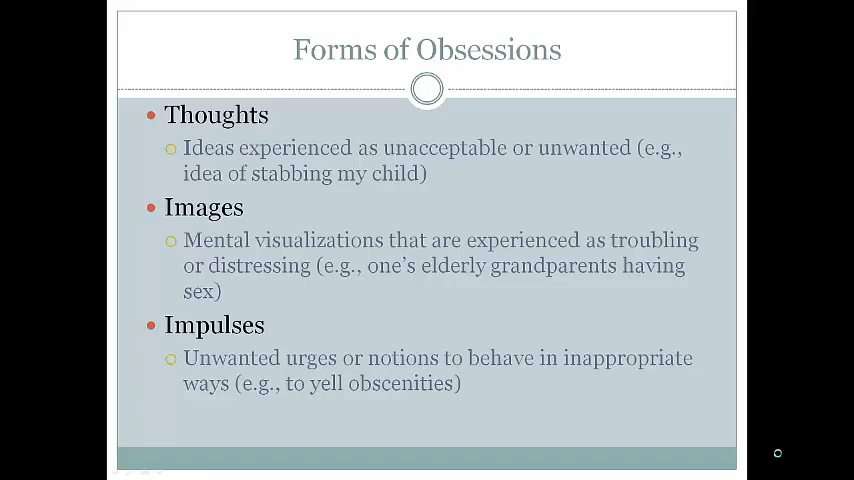 Forms of Obsessions
Thoughts
Ideas experienced as unacceptable or unwanted (e.g.,
idea of stabbing my child)
Images
Mental visualizations that are experienced as troubling
or distressing (e.g., one's elderly grandparents having
sex)
Impulses
Unwanted urges or notions to behave in inappropriate
ways (e.g., to yell obscenities)